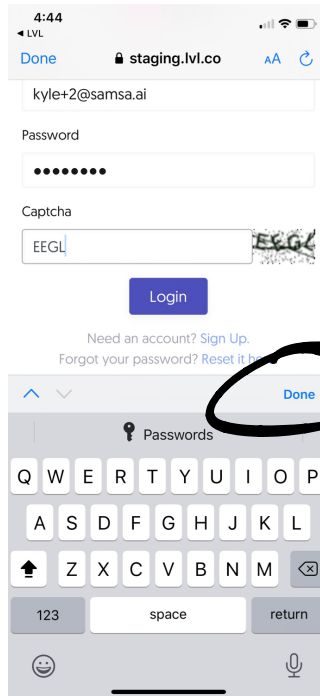 4:44
◀ LVL
Done staging.lvl.co AA
kyle+2@samsa.ai
Password
Captcha
EEGL EEGL
Login
Need an account? Sign Up.
Forgot your password? Reset it
Done
Passwords
Q W E R T Y U I O P
A S D F G H J K L
Z X C V B N M
123 space return